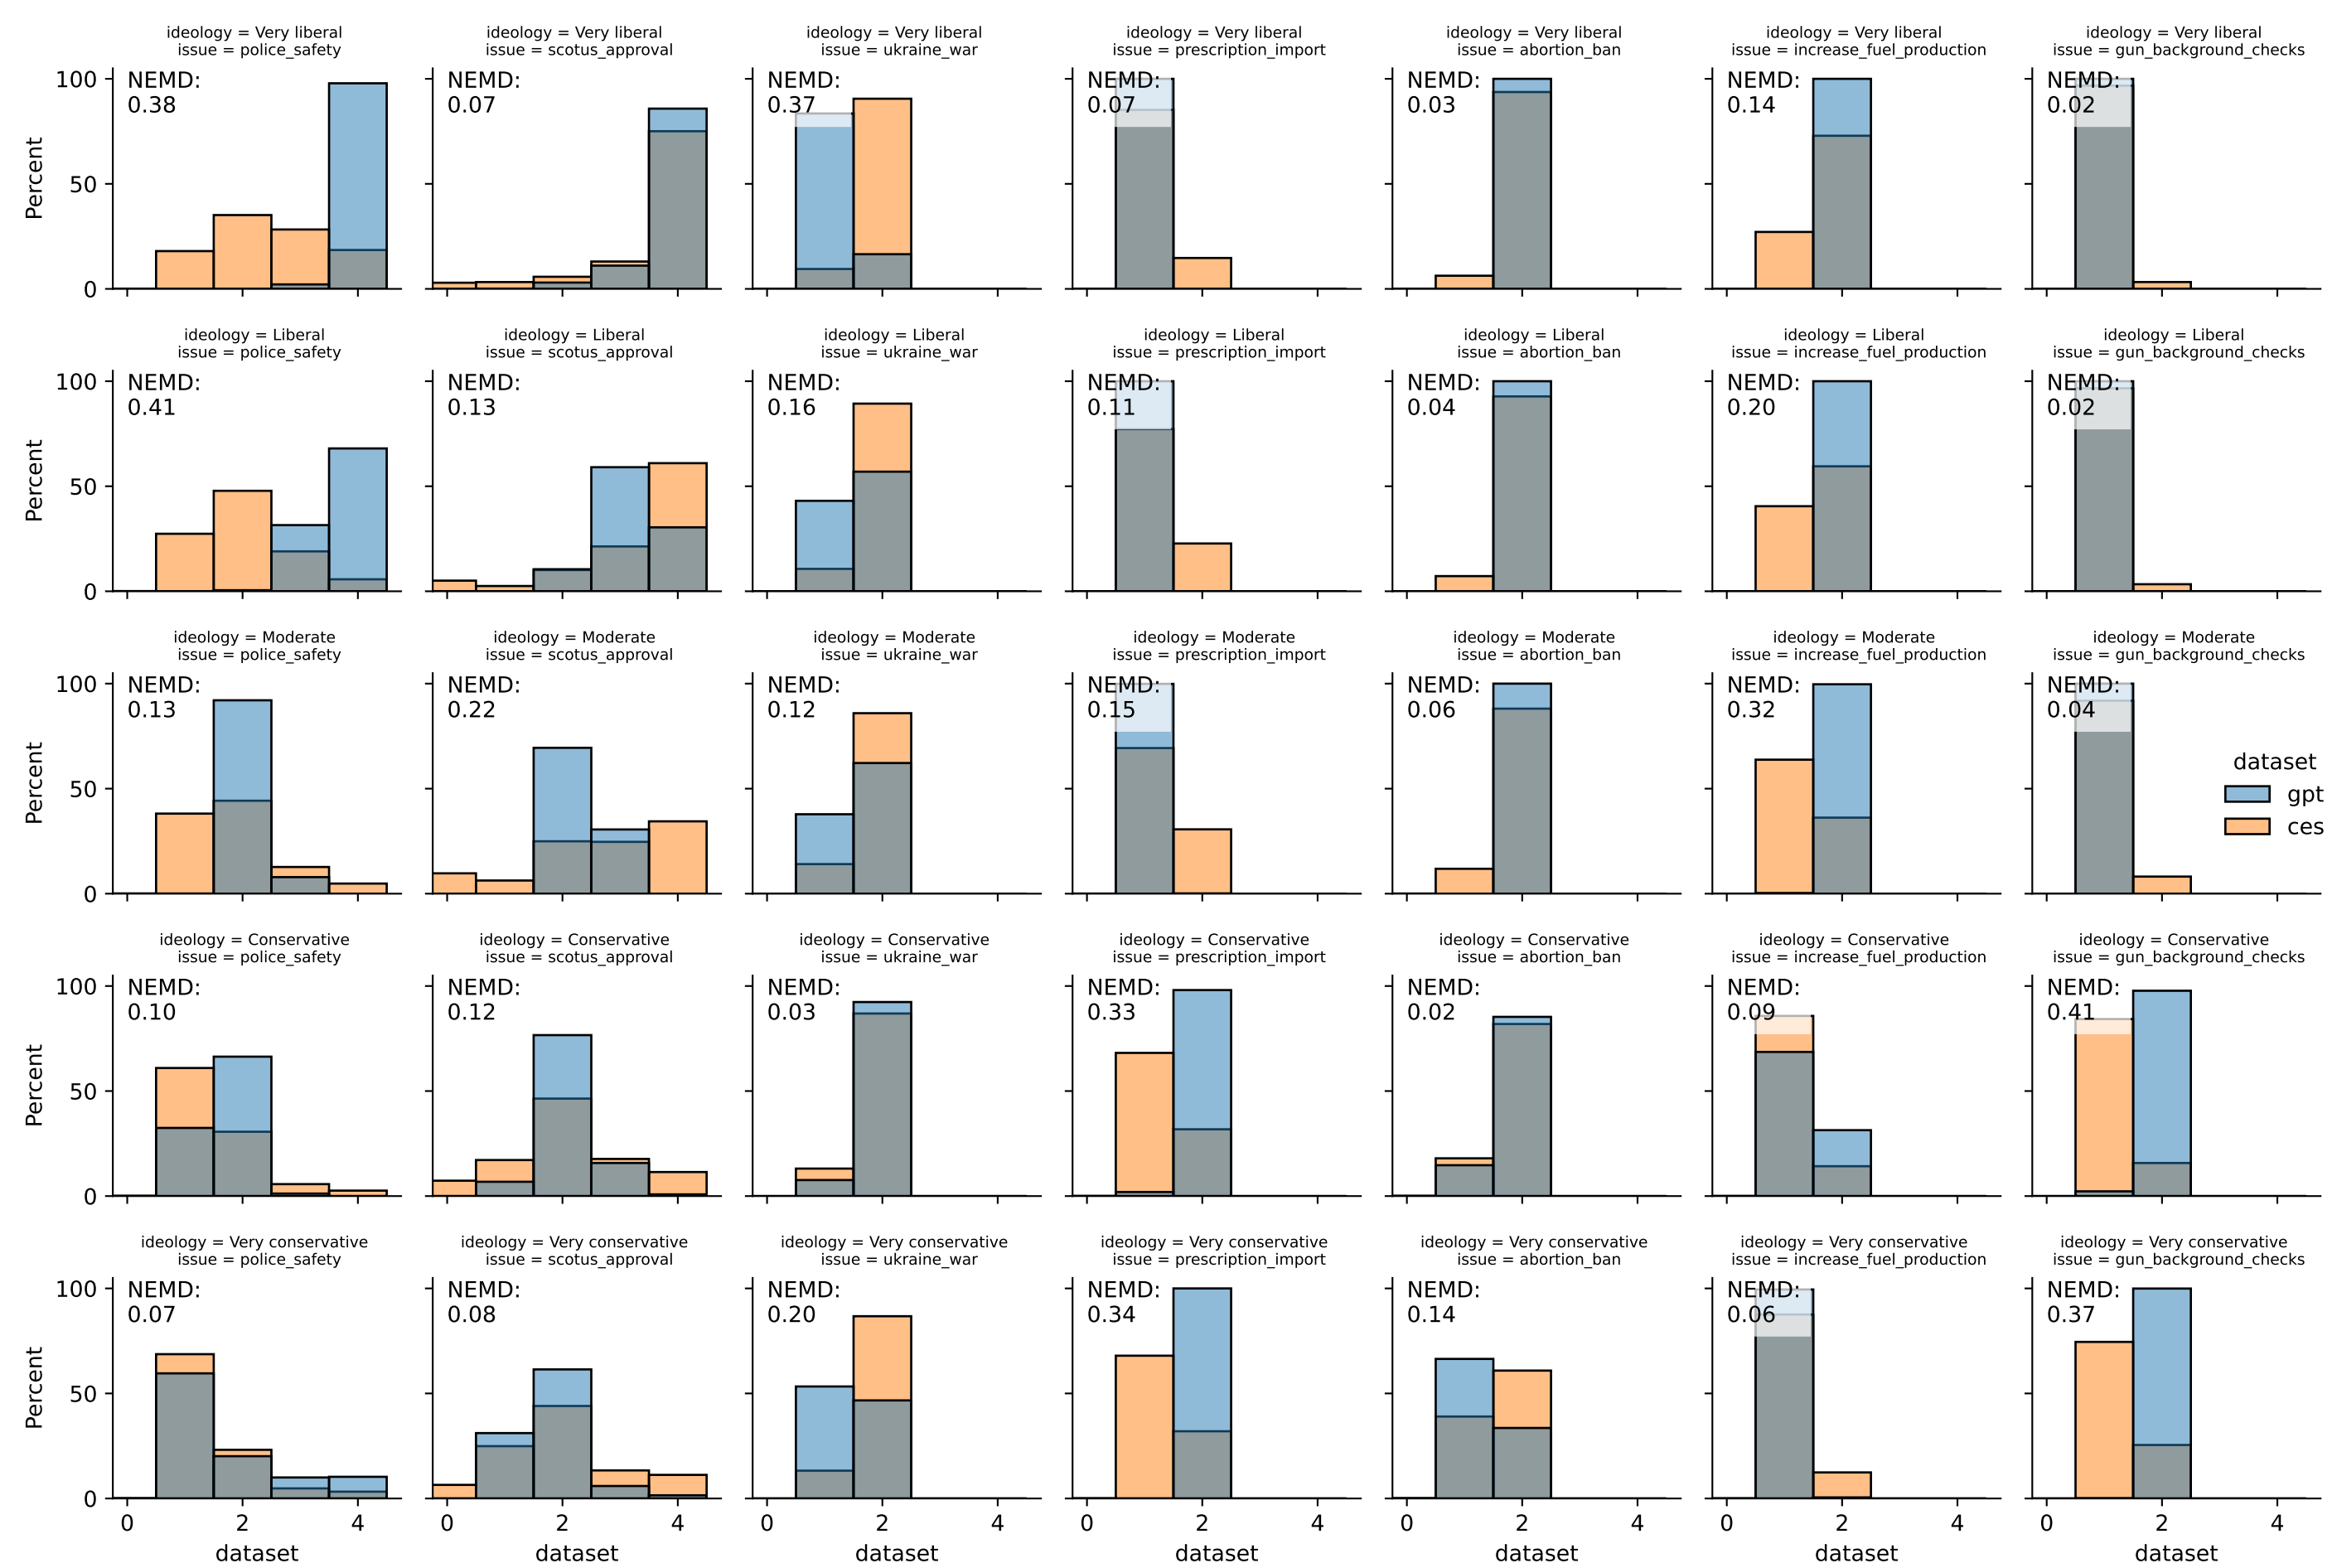 ideology = Very liberal
issue = police_safety
ideology = Very liberal
issue = scotus_approval
ideology = Very liberal
issue = ukraine_war
ideology = Very liberal
issue = prescription_import
ideology = Very liberal
issue = abortion_ban
ideology = Very liberal
issue = increase_fuel_production
ideology = Very liberal
issue = gun_background_checks
Percent
100
50
0
NEMD:
0.38
NEMD:
0.07
NEMD:
0.37
NEMD:
0.07
NEMD:
0.03
NEMD:
0.14
NEMD:
0.02
ideology = Liberal
issue = police_safety
ideology = Liberal
issue = scotus_approval
ideology = Liberal
issue = ukraine_war
ideology = Liberal
issue = prescription_import
ideology = Liberal
issue = abortion_ban
ideology = Liberal
issue = increase_fuel_production
ideology = Liberal
issue = gun_background_checks
Percent
100
50
0
NEMD:
0.41
NEMD:
0.13
NEMD:
0.16
NEMD:
0.11
NEMD:
0.04
NEMD:
0.20
NEMD:
0.02
ideology = Moderate
issue = police_safety
ideology = Moderate
issue = scotus_approval
ideology = Moderate
issue = ukraine_war
ideology = Moderate
issue = prescription_import
ideology = Moderate
issue = abortion_ban
ideology = Moderate
issue = increase_fuel_production
ideology = Moderate
issue = gun_background_checks
Percent
100
50
0
NEMD:
0.13
NEMD:
0.22
NEMD:
0.12
NEMD:
0.15
NEMD:
0.06
NEMD:
0.32
NEMD:
0.04
dataset
gpt
ces
ideology = Conservative
issue = police_safety
ideology = Conservative
issue = scotus_approval
ideology = Conservative
issue = ukraine_war
ideology = Conservative
issue = prescription_import
ideology = Conservative
issue = abortion_ban
ideology = Conservative
issue = increase_fuel_production
ideology = Conservative
issue = gun_background_checks
Percent
100
50
0
NEMD:
0.10
NEMD:
0.12
NEMD:
0.03
NEMD:
0.33
NEMD:
0.02
NEMD:
0.09
NEMD:
0.41
ideology = Very conservative
issue = police_safety
ideology = Very conservative
issue = scotus_approval
ideology = Very conservative
issue = ukraine_war
ideology = Very conservative
issue = prescription_import
ideology = Very conservative
issue = abortion_ban
ideology = Very conservative
issue = increase_fuel_production
ideology = Very conservative
issue = gun_background_checks
Percent
100
50
0
NEMD:
0.07
NEMD:
0.08
NEMD:
0.20
NEMD:
0.34
NEMD:
0.14
NEMD:
0.06
NEMD:
0.37
0 2 4
0 2 4
0 2 4
0 2 4
0 2 4
0 2 4
0 2 4
dataset
dataset
dataset
dataset
dataset
dataset
dataset